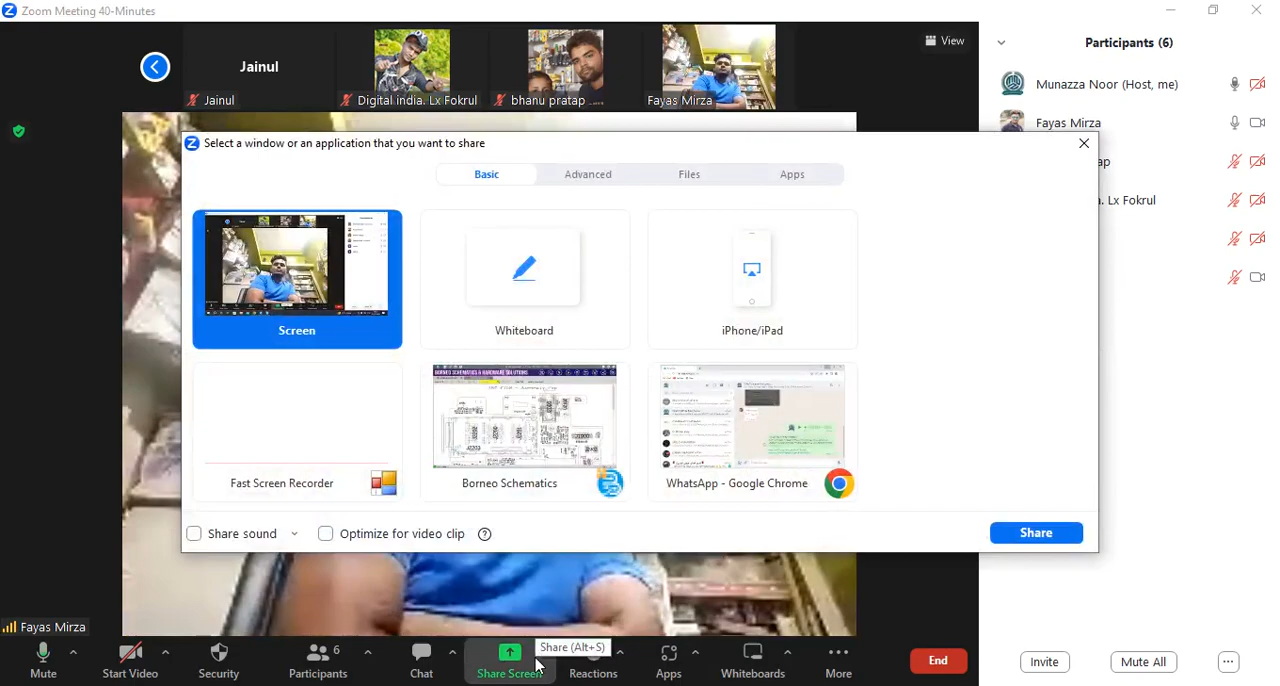 Zoom Meeting 40-Minutes
View
Participants (6)
Jainul
Jainul
Digital india. Lx Fokrul
bhanu pratap
Fayas Mirza
Munazza Noor (Host, me)
Fayas Mirza
ap
a. Lx Fokrul
Select a window or an application that you want to share
Basic
Advanced
Files
Apps
Screen
Whiteboard
iPhone/iPad
BORNEO SCHEMATICS & HARDWARE SOLUTIONS
Fast Screen Recorder
Borneo Schematics
WhatsApp - Google Chrome
Share sound
Optimize for video clip
Share
Fayas Mirza
Share (Alt+S)
6
Mute
Start Video
Security
Participants
Chat
Share Screen
Reactions
Apps
Whiteboards
More
End
Invite
Mute All